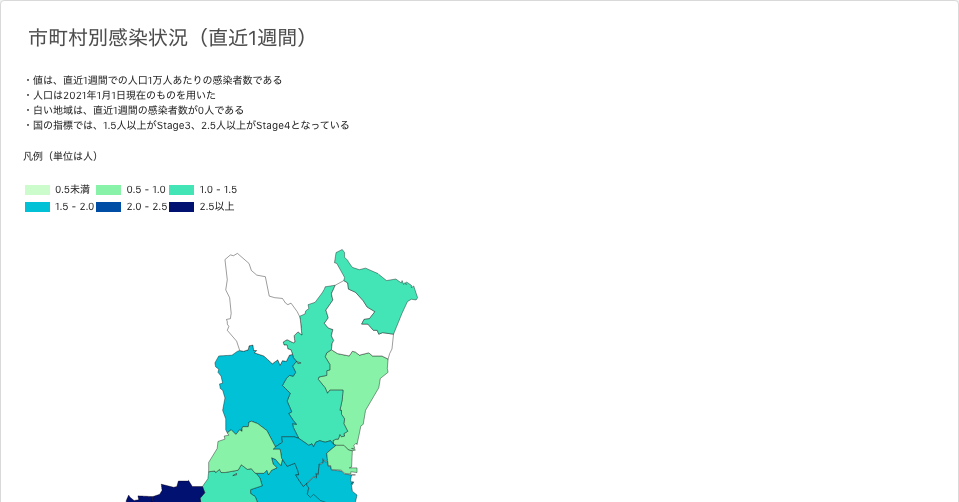 市町村別感染状況（直近1週間）
・値は、直近1週間での人口1万人あたりの感染者数である
・人口は2021年1月1日現在のものを用いた
・白い地域は、直近1週間の感染者数が0人である
・国の指標では、1.5人以上がStage3、2.5人以上がStage4となっている
凡例（単位は人）
0.5未満 0.5 - 1.0 1.0 - 1.5
1.5 - 2.0 2.0 - 2.5 2.5以上